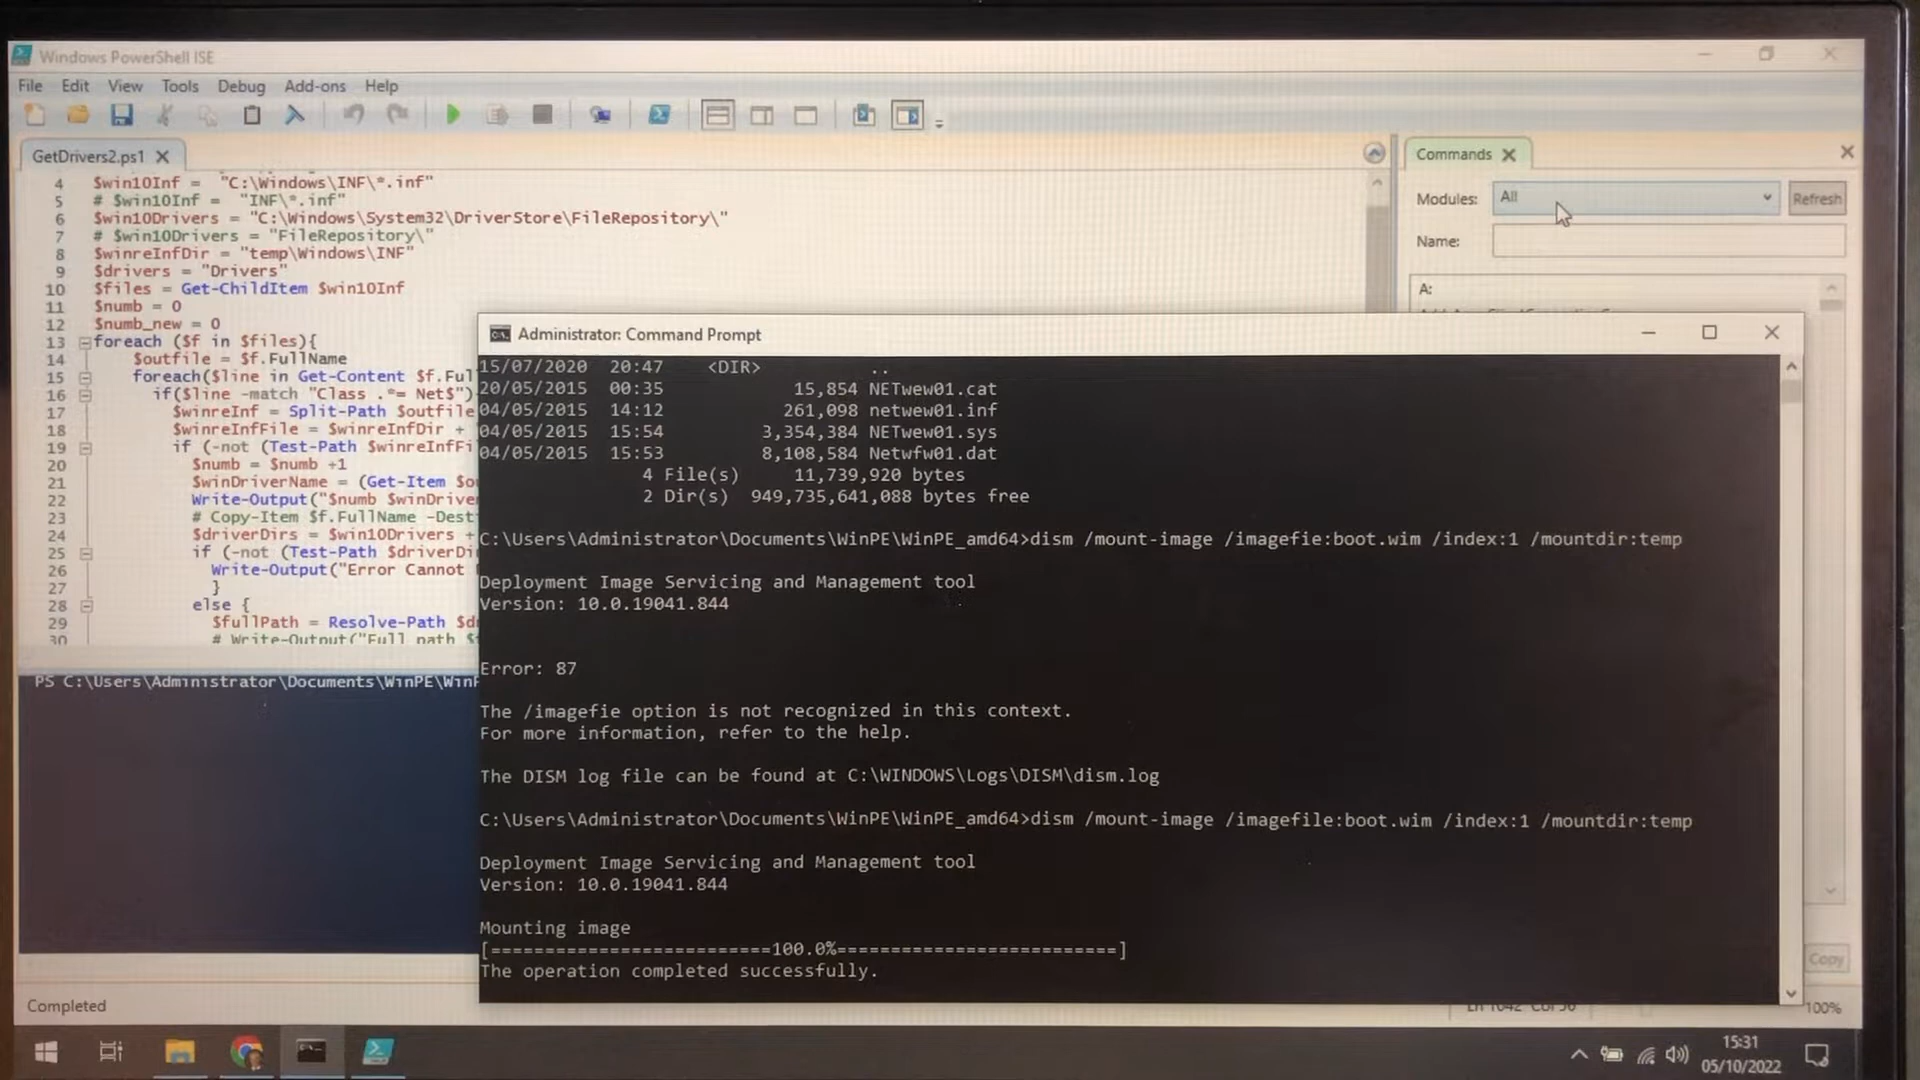 Windows PowerShell ISE
File Edit View Tools Debug Add-ons Help
GetDrivers2.ps1
4 $win10Inf = "C:\Windows\INF\*.inf"
5 # $win10Inf = "INF\*.inf"
6 $win10Drivers = "C:\Windows\System32\DriverStore\FileRepository\"
7 # $win10Drivers = "FileRepository\"
8 $winreInfDir = "temp\Windows\INF"
9 $drivers = "Drivers"
10 $files = Get-ChildItem $win10Inf
11 $numb = 0
12 $numb_new = 0
13 foreach ($f in $files){
14 $outfile = $f.FullName
15 foreach($line in Get-Content $f.Ful
16 if($line -match "Class .*= Net$")
17 $winreInf = Split-Path $outfile
18 $winreInfFile = $winreInfDir +
19 if (-not (Test-Path $winreInfFi
20 $numb = $numb +1
21 $winDriverName = (Get-Item $o
22 Write-Output("$numb $winDrive
23 # Copy-Item $f.FullName -Dest
24 $driverDirs = $win10Drivers +
25 if (-not (Test-Path $driverDi
26 Write-Output("Error Cannot
27 }
28 else {
29 $fullPath = Resolve-Path $d
30 # Write-Output("Full path $
PS C:\Users\Administrator\Documents\WinPE\WinP
Completed
Commands
Modules: All Refresh
Name:
A:
Copy
Ln 1042 Col 56
100%
Administrator: Command Prompt
15/07/2020 20:47 <DIR> ..
20/05/2015 00:35 15,854 NETwew01.cat
04/05/2015 14:12 261,098 netwew01.inf
04/05/2015 15:54 3,354,384 NETwew01.sys
04/05/2015 15:53 8,108,584 Netwfw01.dat
4 File(s) 11,739,920 bytes
2 Dir(s) 949,735,641,088 bytes free
C:\Users\Administrator\Documents\WinPE\WinPE_amd64>dism /mount-image /imagefie:boot.wim /index:1 /mountdir:temp
Deployment Image Servicing and Management tool
Version: 10.0.19041.844
Error: 87
The /imagefie option is not recognized in this context.
For more information, refer to the help.
The DISM log file can be found at C:\WINDOWS\Logs\DISM\dism.log
C:\Users\Administrator\Documents\WinPE\WinPE_amd64>dism /mount-image /imagefile:boot.wim /index:1 /mountdir:temp
Deployment Image Servicing and Management tool
Version: 10.0.19041.844
Mounting image
[==========================100.0%==========================]
The operation completed successfully.
15:31
05/10/2022